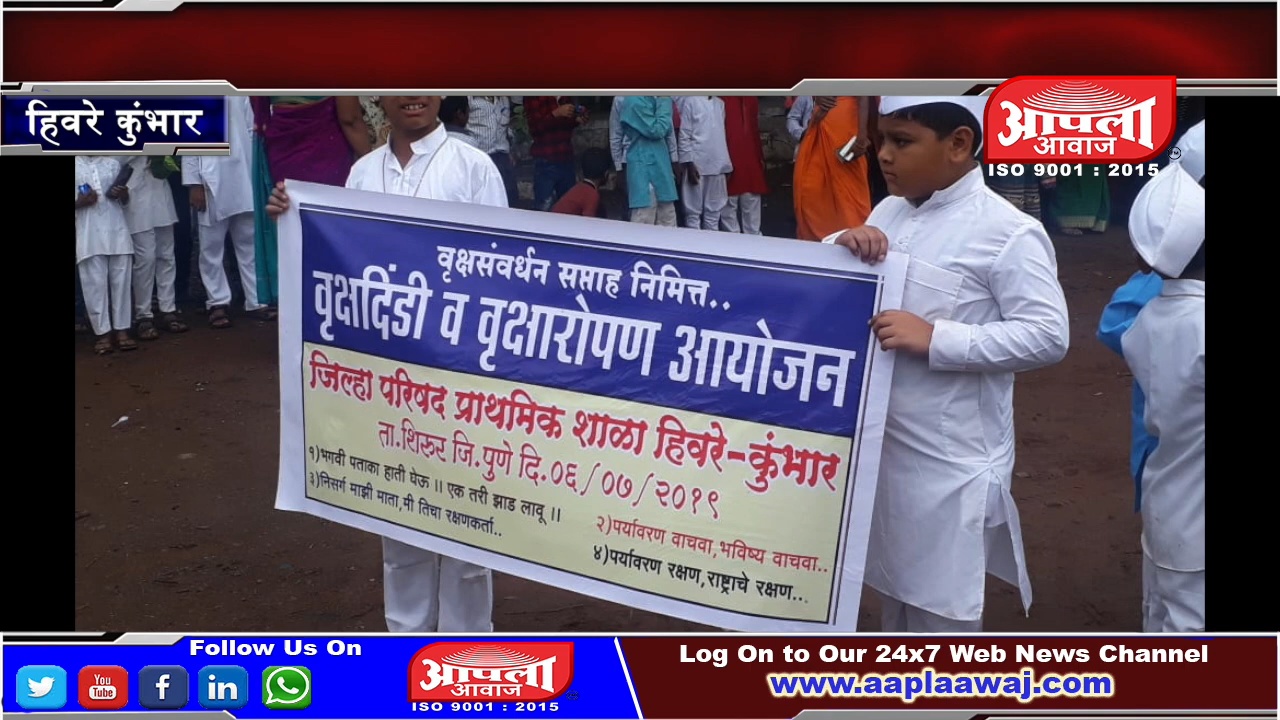 हिवरे कुंभार
आपला
आवाज
ISO 9001 : 2015
वृक्षसंवर्धन सप्ताह निमित्त..
वृक्षदिंडी व वृक्षारोपण आयोजन
जिल्हा परिषद प्राथमिक शाळा हिवरे-कुंभार
ता.शिरुर जि.पुणे दि.०६/०७/२०१९
१)भगवी पताका हाती घेऊ ॥ एक तरी झाड लावू ॥
२)पर्यावरण वाचवा,भविष्य वाचवा..
३)निसर्ग माझी माता,मी तिचा रक्षणकर्ता..
४)पर्यावरण रक्षण,राष्ट्राचे रक्षण...
Follow Us On
You
Tube
आपला
आवाज
ISO 9001 : 2015
Log On to Our 24x7 Web News Channel
www.aaplaawaj.com